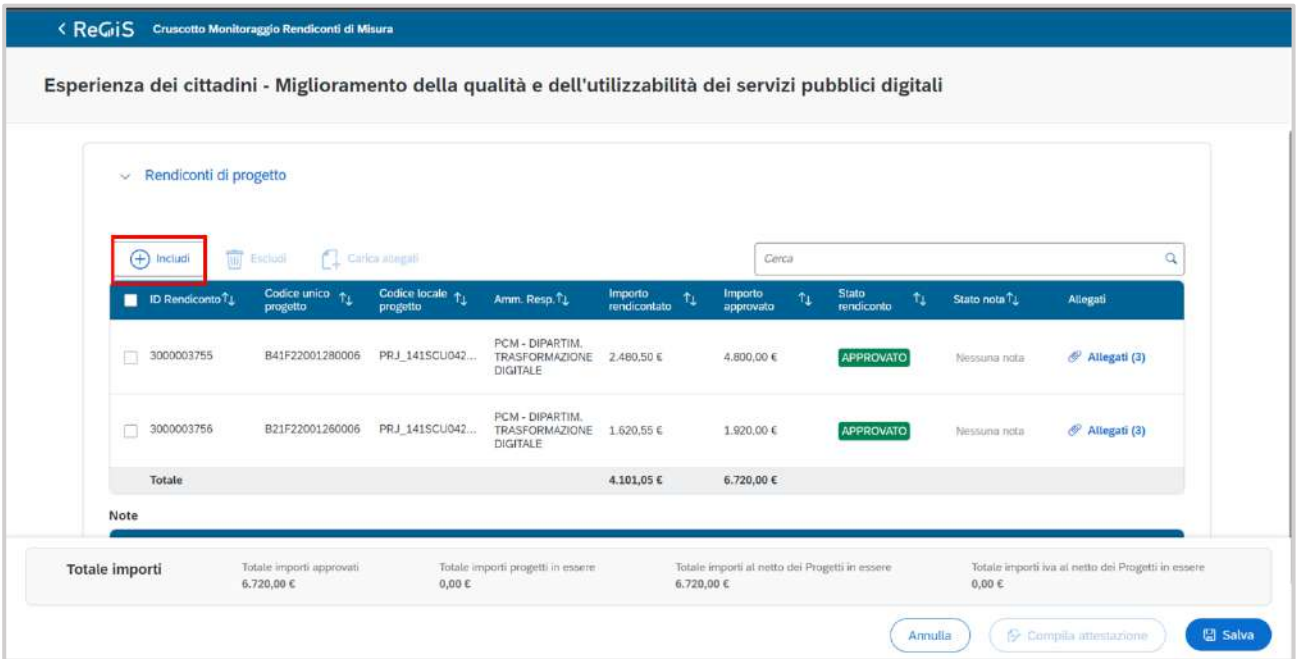 < ReGiS Cruscotto Monitoraggio Rendiconti di Misura
Esperienza dei cittadini - Miglioramento della qualità e dell'utilizzabilità dei servizi pubblici digitali
Rendiconti di progetto
Includi Escludi Carica allegati Cerca
ID Rendiconto Codice unico progetto Codice locale progetto Amm. Resp. Importo rendicontato Importo approvato Stato rendiconto Stato nota Allegati
3000003755 B41F22001280006 PRJ_141SCU042... PCM - DIPARTIM. TRASFORMAZIONE DIGITALE 2.480,50 € 4.800,00 € APPROVATO Nessuna nota Allegati (3)
3000003756 B21F22001260006 PRJ_141SCU042... PCM - DIPARTIM. TRASFORMAZIONE DIGITALE 1.620,55 € 1.920,00 € APPROVATO Nessuna nota Allegati (3)
Totale 4.101,05 € 6.720,00 €
Note
Totale importi
Totale importi approvati Totale importi progetti in essere Totale importi al netto dei Progetti in essere Totale importi iva al netto dei Progetti in essere
6.720,00 € 0,00 € 6.720,00 € 0,00 €
Annulla Compila attestazione Salva